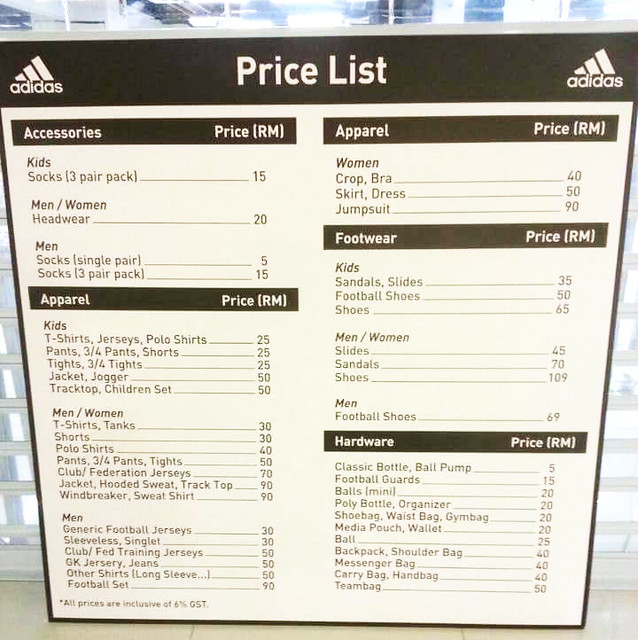 adidas
Price List
adidas
Accessories Price (RM)
Kids
Socks (3 pair pack) 15
Men / Women
Headwear 20
Men
Socks (single pair) 5
Socks (3 pair pack) 15
Apparel Price (RM)
Kids
T-Shirts, Jerseys, Polo Shirts 25
Pants, 3/4 Pants, Shorts 25
Tights, 3/4 Tights 25
Jacket, Jogger 50
Tracktop, Children Set 50
Men / Women
T-Shirts, Tanks 30
Shorts 30
Polo Shirts 40
Pants, 3/4 Pants, Tights 50
Club/ Federation Jerseys 70
Jacket, Hooded Sweat, Track Top 90
Windbreaker, Sweat Shirt 90
Men
Generic Football Jerseys 30
Sleeveless, Singlet 30
Club/ Fed Training Jerseys 50
GK Jersery, Jeans 50
Other Shirts (Long Sleeve...) 50
Football Set 90
*All prices are inclusive of 6% GST.
Apparel Price (RM)
Women
Crop, Bra 40
Skirt, Dress 50
Jumpsuit 90
Footwear Price (RM)
Kids
Sandals, Slides 35
Football Shoes 50
Shoes 65
Men / Women
Slides 45
Sandals 70
Shoes 109
Men
Football Shoes 69
Hardware Price (RM)
Classic Bottle, Ball Pump 5
Football Guards 15
Balls (mini) 20
Poly Bottle, Organizer 20
Shoebag, Waist Bag, Gymbag 20
Media Pouch, Wallet 20
Ball 25
Backpack, Shoulder Bag 40
Messenger Bag 40
Carry Bag, Handbag 40
Teambag 50